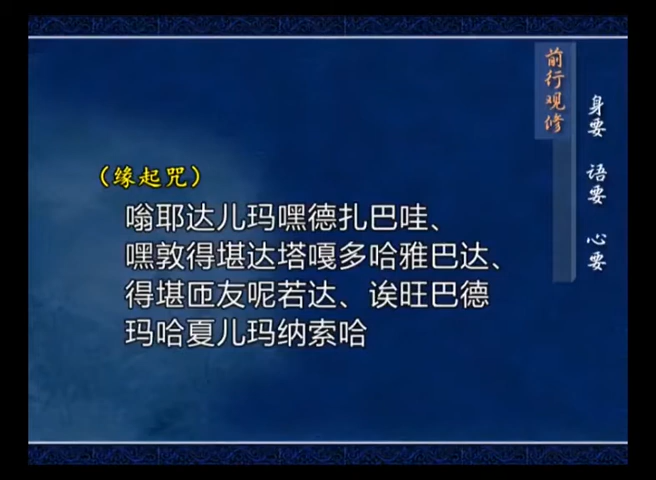 前行观修
身要 语要 心要
（缘起咒）
嗡耶达儿玛嘿德扎巴哇、
嘿敦得堪达塔嘎多哈雅巴达、
得堪匝友呢若达、诶旺巴德
玛哈夏儿玛纳索哈